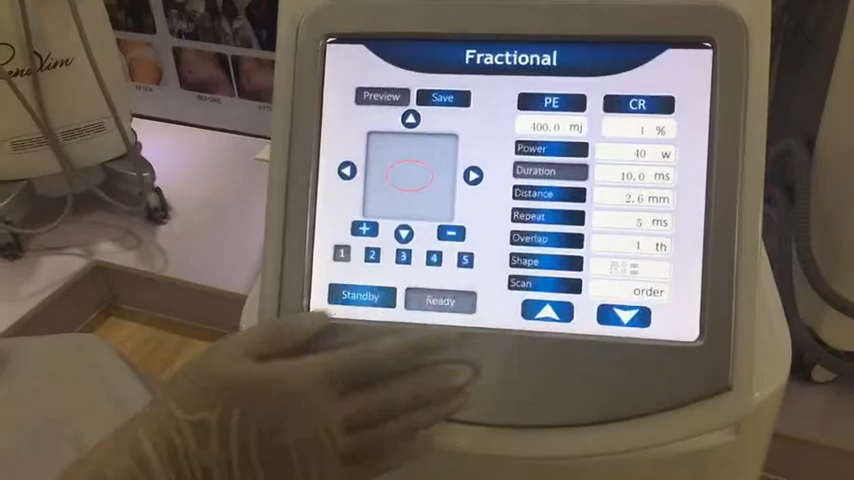 Fractional
Preview
Save
PE
CR
400.0 mj
1 %
Power
40 w
Duration
10.0 ms
Distance
2.6 mm
Repeat
5 ms
Overlap
1 th
Shape
Scan
order
1 2 3 4 5
Standby
Ready
BEFORE